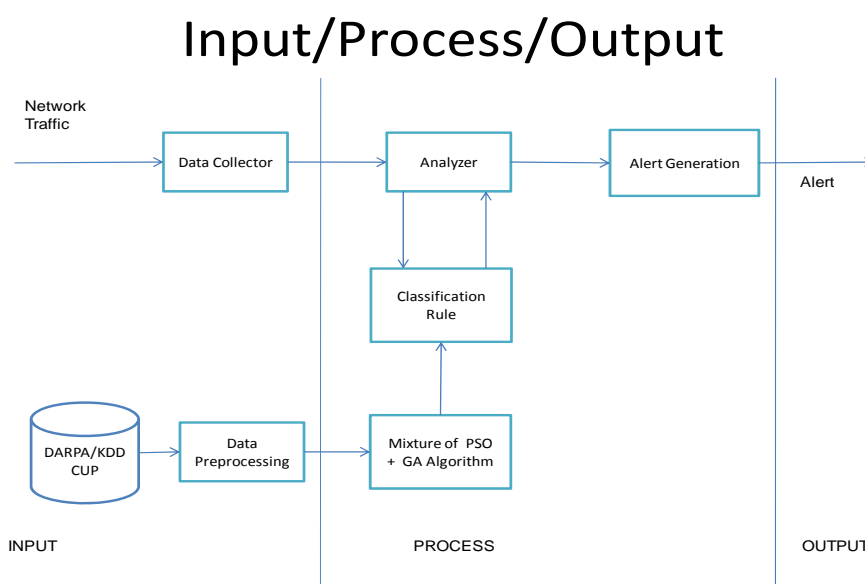 Input/Process/Output
Network
Traffic
Data Collector
Analyzer
Alert Generation
Alert
Classification
Rule
DARPA/KDD
CUP
Data
Preprocessing
Mixture of PSO
+ GA Algorithm
INPUT
PROCESS
OUTPUT